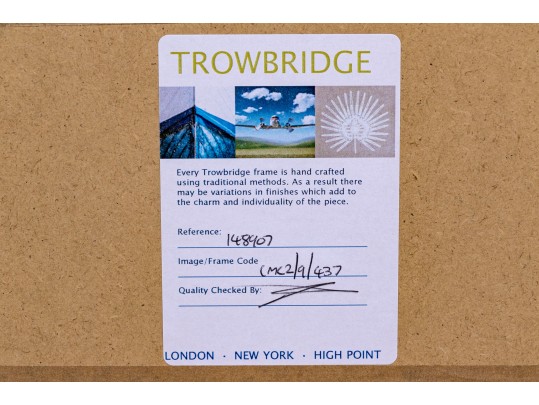 TROWBRIDGE
Every Trowbridge frame is hand crafted
using traditional methods. As a result there
may be variations in finishes which add to
the charm and individuality of the piece.
Reference: 148907
Image/Frame Code CMC2/9/437
Quality Checked By:
LONDON · NEW YORK · HIGH POINT